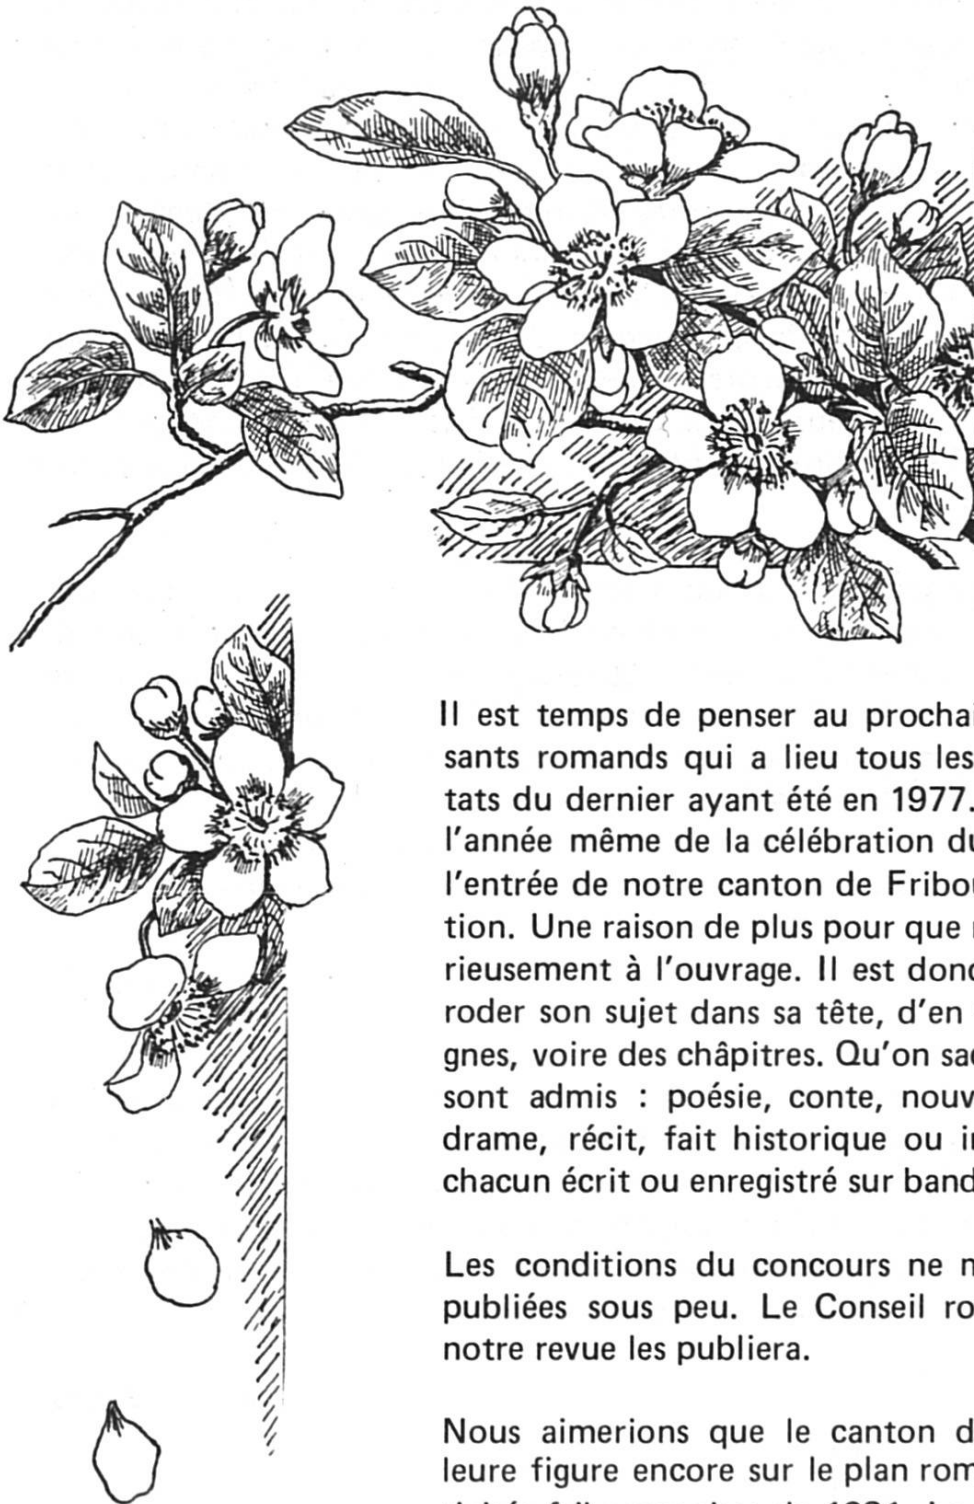 Il est temps de penser au prochai
sants romands qui a lieu tous les
tats du dernier ayant été en 1977.
l'année même de la célébration du
l'entrée de notre canton de Fribou
tion. Une raison de plus pour que
rieusement à l'ouvrage. Il est donc
roder son sujet dans sa tête, d'en
gnes, voire des châpitres. Qu'on sac
sont admis : poésie, conte, nouv
drame, récit, fait historique ou i
chacun écrit ou enregistré sur band
Les conditions du concours ne
publiées sous peu. Le Conseil ro
notre revue les publiera.
Nous aimerions que le canton d
leure figure encore sur le plan rom